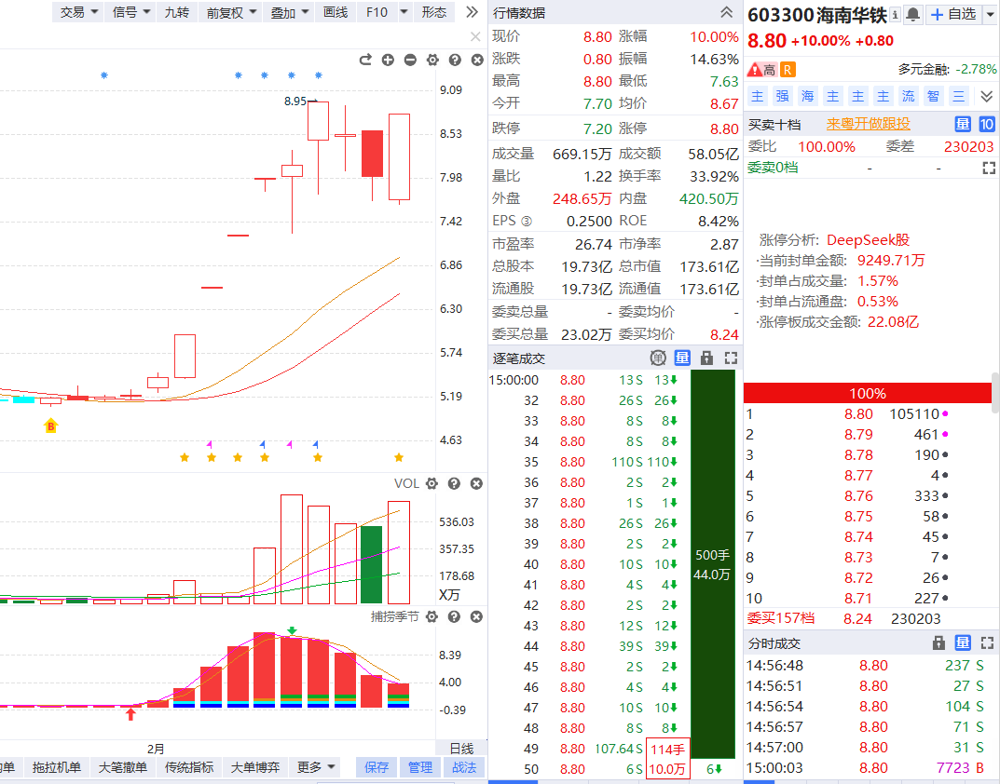 交易 信号 九转 前复权 叠加 画线 F10 形态
8.95
9.09
8.53
7.98
7.42
6.86
6.30
5.74
5.19
4.63
B
VOL
536.03
357.35
178.68
X万
捕捞季节
8.39
4.00
-0.39
2月 日线
的单 拖拉机单 大笔撤单 传统指标 大单博弈 更多 保存 管理 战法
行情数据
现价 8.80 涨幅 10.00%
涨跌 0.80 振幅 14.63%
最高 8.80 最低 7.63
今开 7.70 均价 8.67
跌停 7.20 涨停 8.80
成交量 669.15万 成交额 58.05亿
量比 1.22 换手率 33.92%
外盘 248.65万 内盘 420.50万
EPS ③ 0.2500 ROE 8.42%
市盈率 26.74 市净率 2.87
总股本 19.73亿 总市值 173.61亿
流通股 19.73亿 流通值 173.61亿
委卖总量 - 委卖均价 -
委买总量 23.02万 委买均价 8.24
逐笔成交 单 量
15:00:00 8.80 13 S 13
32 8.80 26 S 26
33 8.80 8 S 8
34 8.80 8 S 8
35 8.80 110 S 110
36 8.80 2 S 2
37 8.80 1 S 1
38 8.80 26 S 26
39 8.80 2 S 2
40 8.80 10 S 10
41 8.80 4 S 4
42 8.80 2 S 2
43 8.80 12 S 12
44 8.80 39 S 39
45 8.80 2 S 2
46 8.80 4 S 4
47 8.80 10 S 10
48 8.80 8 S 8
49 8.80 107.64 S 114手
50 8.80 6 S 10.0万 6
500手
44.0万
603300 海南华铁 自选
8.80 +10.00% +0.80
高 R 多元金融: -2.78%
主 强 海 主 主 主 流 智 三
买卖十档 来粤开做跟投 量 10
委比 100.00% 委差 230203
委卖0档 - -
涨停分析: DeepSeek股
·当前封单金额: 9249.71万
·封单占成交量: 1.57%
·封单占流通盘: 0.53%
·涨停板成交金额: 22.08亿
100%
1 8.80 105110
2 8.79 461
3 8.78 190
4 8.77 4
5 8.76 333
6 8.75 58
7 8.74 45
8 8.73 7
9 8.72 26
10 8.71 227
委买157档 8.24 230203
分时成交 量
14:56:48 8.80 237 S
14:56:51 8.80 27 S
14:56:54 8.80 104 S
14:56:57 8.80 71 S
14:57:00 8.80 31 S
15:00:03 8.80 7723 B